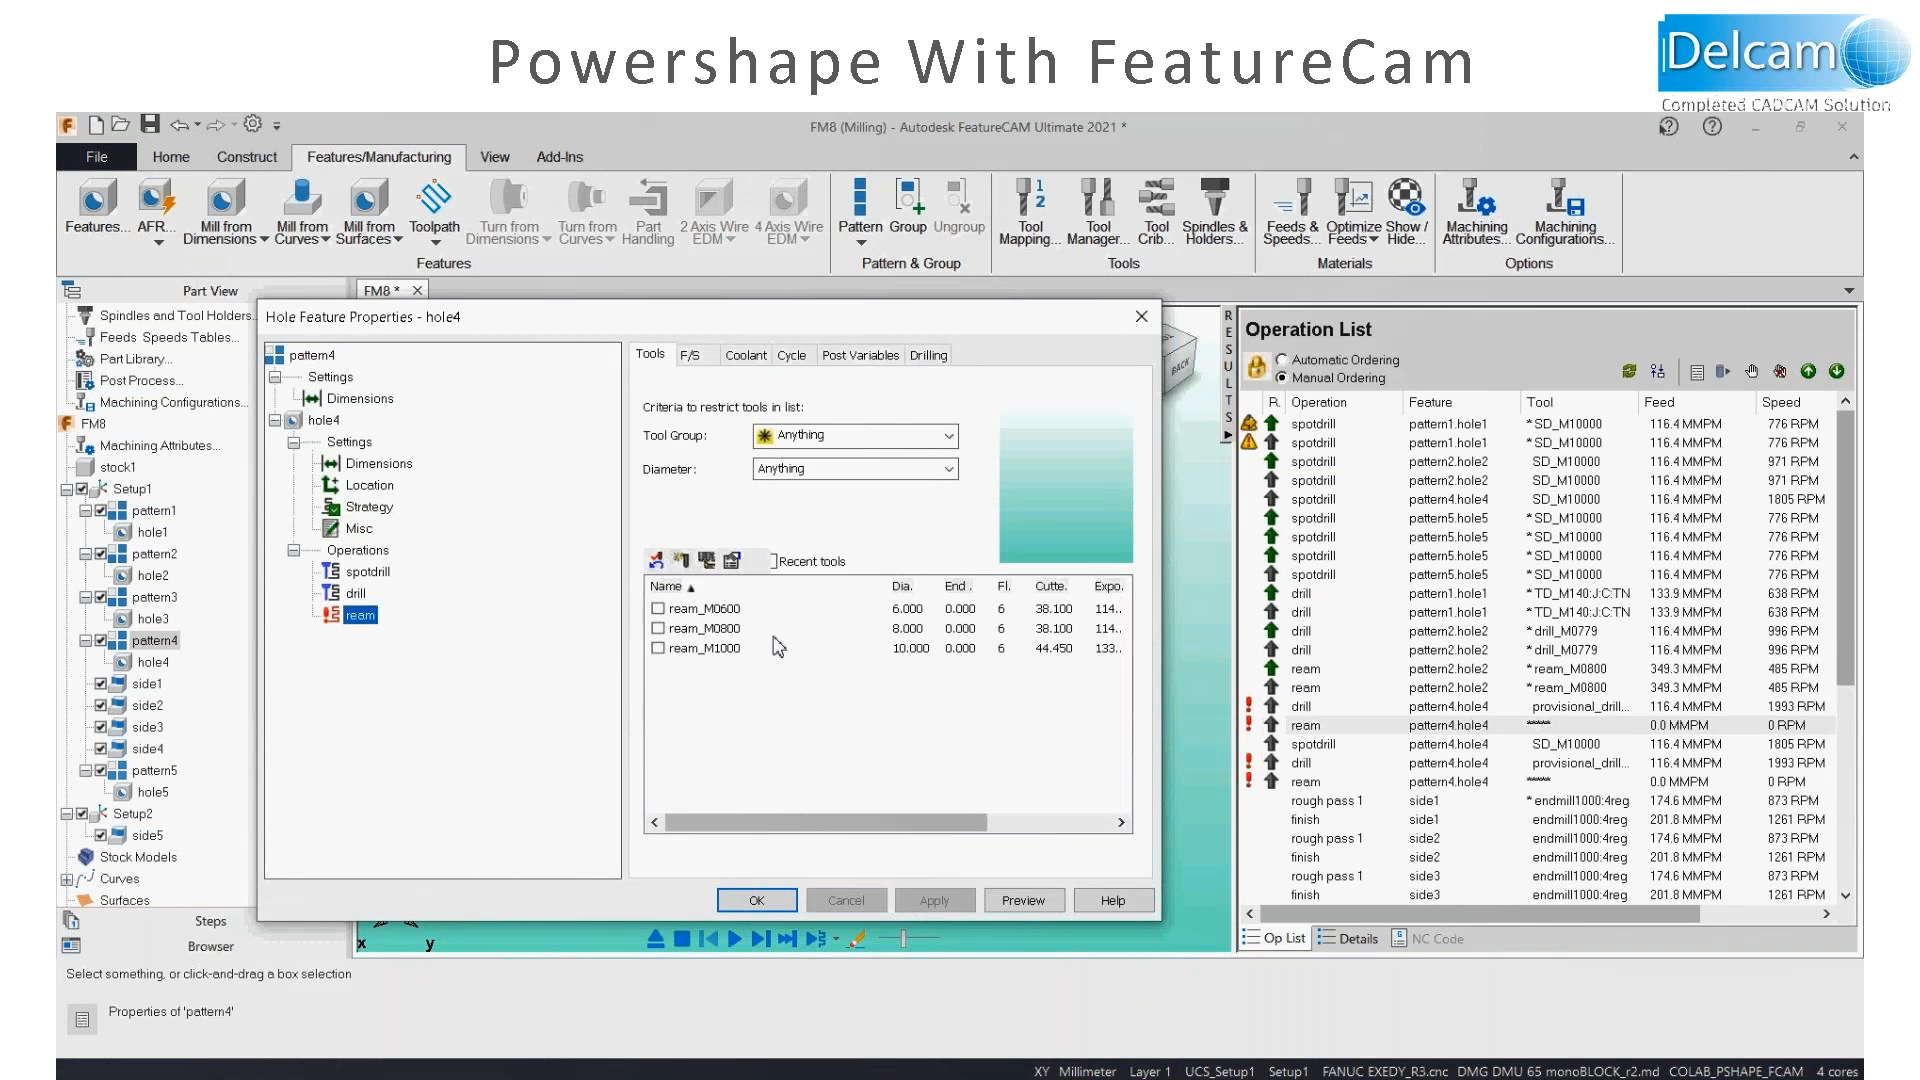 Powershape With FeatureCam
Delcam
Completed CADCAM Solution
FM8 (Milling) - Autodesk FeatureCAM Ultimate 2021 *
File Home Construct Features/Manufacturing View Add-Ins
Features... AFR... Mill from Dimensions Mill from Curves Mill from Surfaces Toolpath Turn from Dimensions Turn from Curves Part Handling 2 Axis Wire EDM 4 Axis Wire EDM Pattern Group Ungroup Tool Mapping... Tool Manager... Tool Crib... Spindles & Holders... Feeds & Speeds... Optimize Feeds Show / Hide... Machining Attributes... Machining Configurations...
Features Pattern & Group Tools Materials Options
Part View
FM8 *
Spindles and Tool Holders...
Feeds Speeds Tables...
Part Library...
Post Process...
Machining Configurations...
FM8
Machining Attributes...
stock1
Setup1
pattern1
hole1
pattern2
hole2
pattern3
hole3
pattern4
hole4
side1
side2
side3
side4
pattern5
hole5
Setup2
side5
Stock Models
Curves
Surfaces
Steps
Browser
Hole Feature Properties - hole4
pattern4
Settings
Dimensions
hole4
Settings
Dimensions
Location
Strategy
Misc
Operations
spotdrill
drill
ream
Tools F/S Coolant Cycle Post Variables Drilling
Criteria to restrict tools in list:
Tool Group: Anything
Diameter: Anything
Recent tools
Name Dia. End . Fl. Cutte. Expo.
ream_M0600 6.000 0.000 6 38.100 114..
ream_M0800 8.000 0.000 6 38.100 114..
ream_M1000 10.000 0.000 6 44.450 133..
OK Cancel Apply Preview Help
BACK
x y
RESULTS
Operation List
Automatic Ordering
Manual Ordering
R. Operation Feature Tool Feed Speed
spotdrill pattern1.hole1 * SD_M10000 116.4 MMPM 776 RPM
spotdrill pattern1.hole1 * SD_M10000 116.4 MMPM 776 RPM
spotdrill pattern2.hole2 SD_M10000 116.4 MMPM 971 RPM
spotdrill pattern2.hole2 SD_M10000 116.4 MMPM 971 RPM
spotdrill pattern4.hole4 SD_M10000 116.4 MMPM 1805 RPM
spotdrill pattern5.hole5 * SD_M10000 116.4 MMPM 776 RPM
spotdrill pattern5.hole5 * SD_M10000 116.4 MMPM 776 RPM
spotdrill pattern5.hole5 * SD_M10000 116.4 MMPM 776 RPM
spotdrill pattern5.hole5 * SD_M10000 116.4 MMPM 776 RPM
drill pattern1.hole1 * TD_M140:J:C:TN 133.9 MMPM 638 RPM
drill pattern1.hole1 * TD_M140:J:C:TN 133.9 MMPM 638 RPM
drill pattern2.hole2 * drill_M0779 116.4 MMPM 996 RPM
drill pattern2.hole2 * drill_M0779 116.4 MMPM 996 RPM
ream pattern2.hole2 * ream_M0800 349.3 MMPM 485 RPM
ream pattern2.hole2 * ream_M0800 349.3 MMPM 485 RPM
drill pattern4.hole4 provisional_drill... 116.4 MMPM 1993 RPM
ream pattern4.hole4 ***** 0.0 MMPM 0 RPM
spotdrill pattern4.hole4 SD_M10000 116.4 MMPM 1805 RPM
drill pattern4.hole4 provisional_drill... 116.4 MMPM 1993 RPM
ream pattern4.hole4 ***** 0.0 MMPM 0 RPM
rough pass 1 side1 * endmill1000:4reg 174.6 MMPM 873 RPM
finish side1 endmill1000:4reg 201.8 MMPM 1261 RPM
rough pass 1 side2 endmill1000:4reg 174.6 MMPM 873 RPM
finish side2 endmill1000:4reg 201.8 MMPM 1261 RPM
rough pass 1 side3 endmill1000:4reg 174.6 MMPM 873 RPM
finish side3 endmill1000:4reg 201.8 MMPM 1261 RPM
Op List Details NC Code
Select something, or click-and-drag a box selection
Properties of 'pattern4'
XY Millimeter Layer 1 UCS_Setup1 Setup1 FANUC EXEDY_R3.cnc DMG DMU 65 monoBLOCK_r2.md COLAB_PSHAPE_FCAM 4 cores